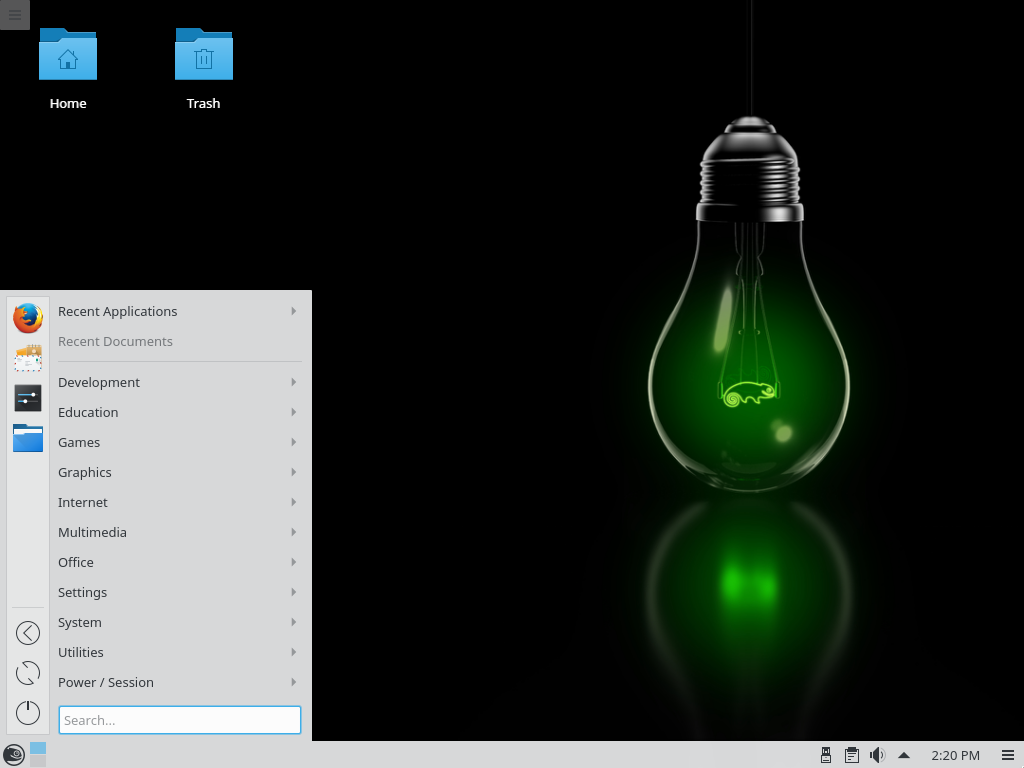 Home
Trash
Recent Applications
Recent Documents
Development
Education
Games
Graphics
Internet
Multimedia
Office
Settings
System
Utilities
Power / Session
Search...
2:20 PM